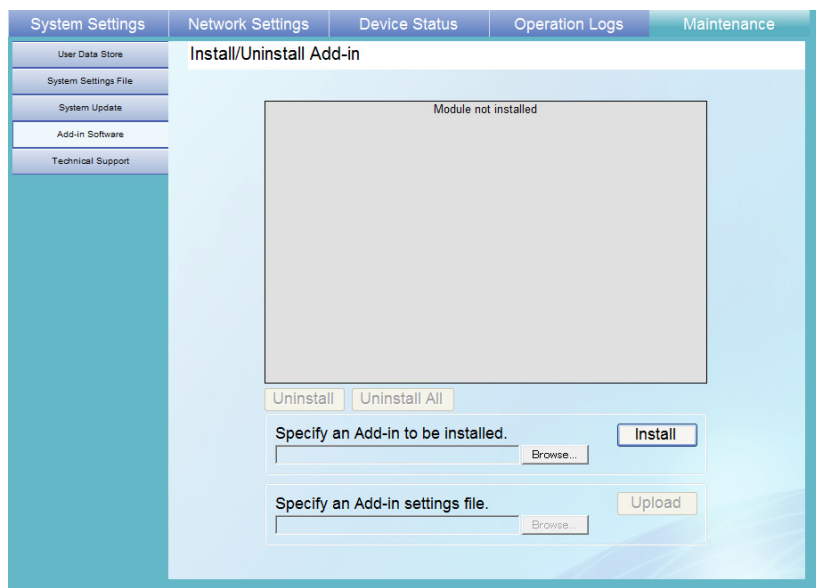 System Settings Network Settings Device Status Operation Logs Maintenance
User Data Store
System Settings File
System Update
Add-in Software
Technical Support
Install/Uninstall Add-in
Module not installed
Uninstall Uninstall All
Specify an Add-in to be installed. Install
Browse...
Specify an Add-in settings file. Upload
Browse...